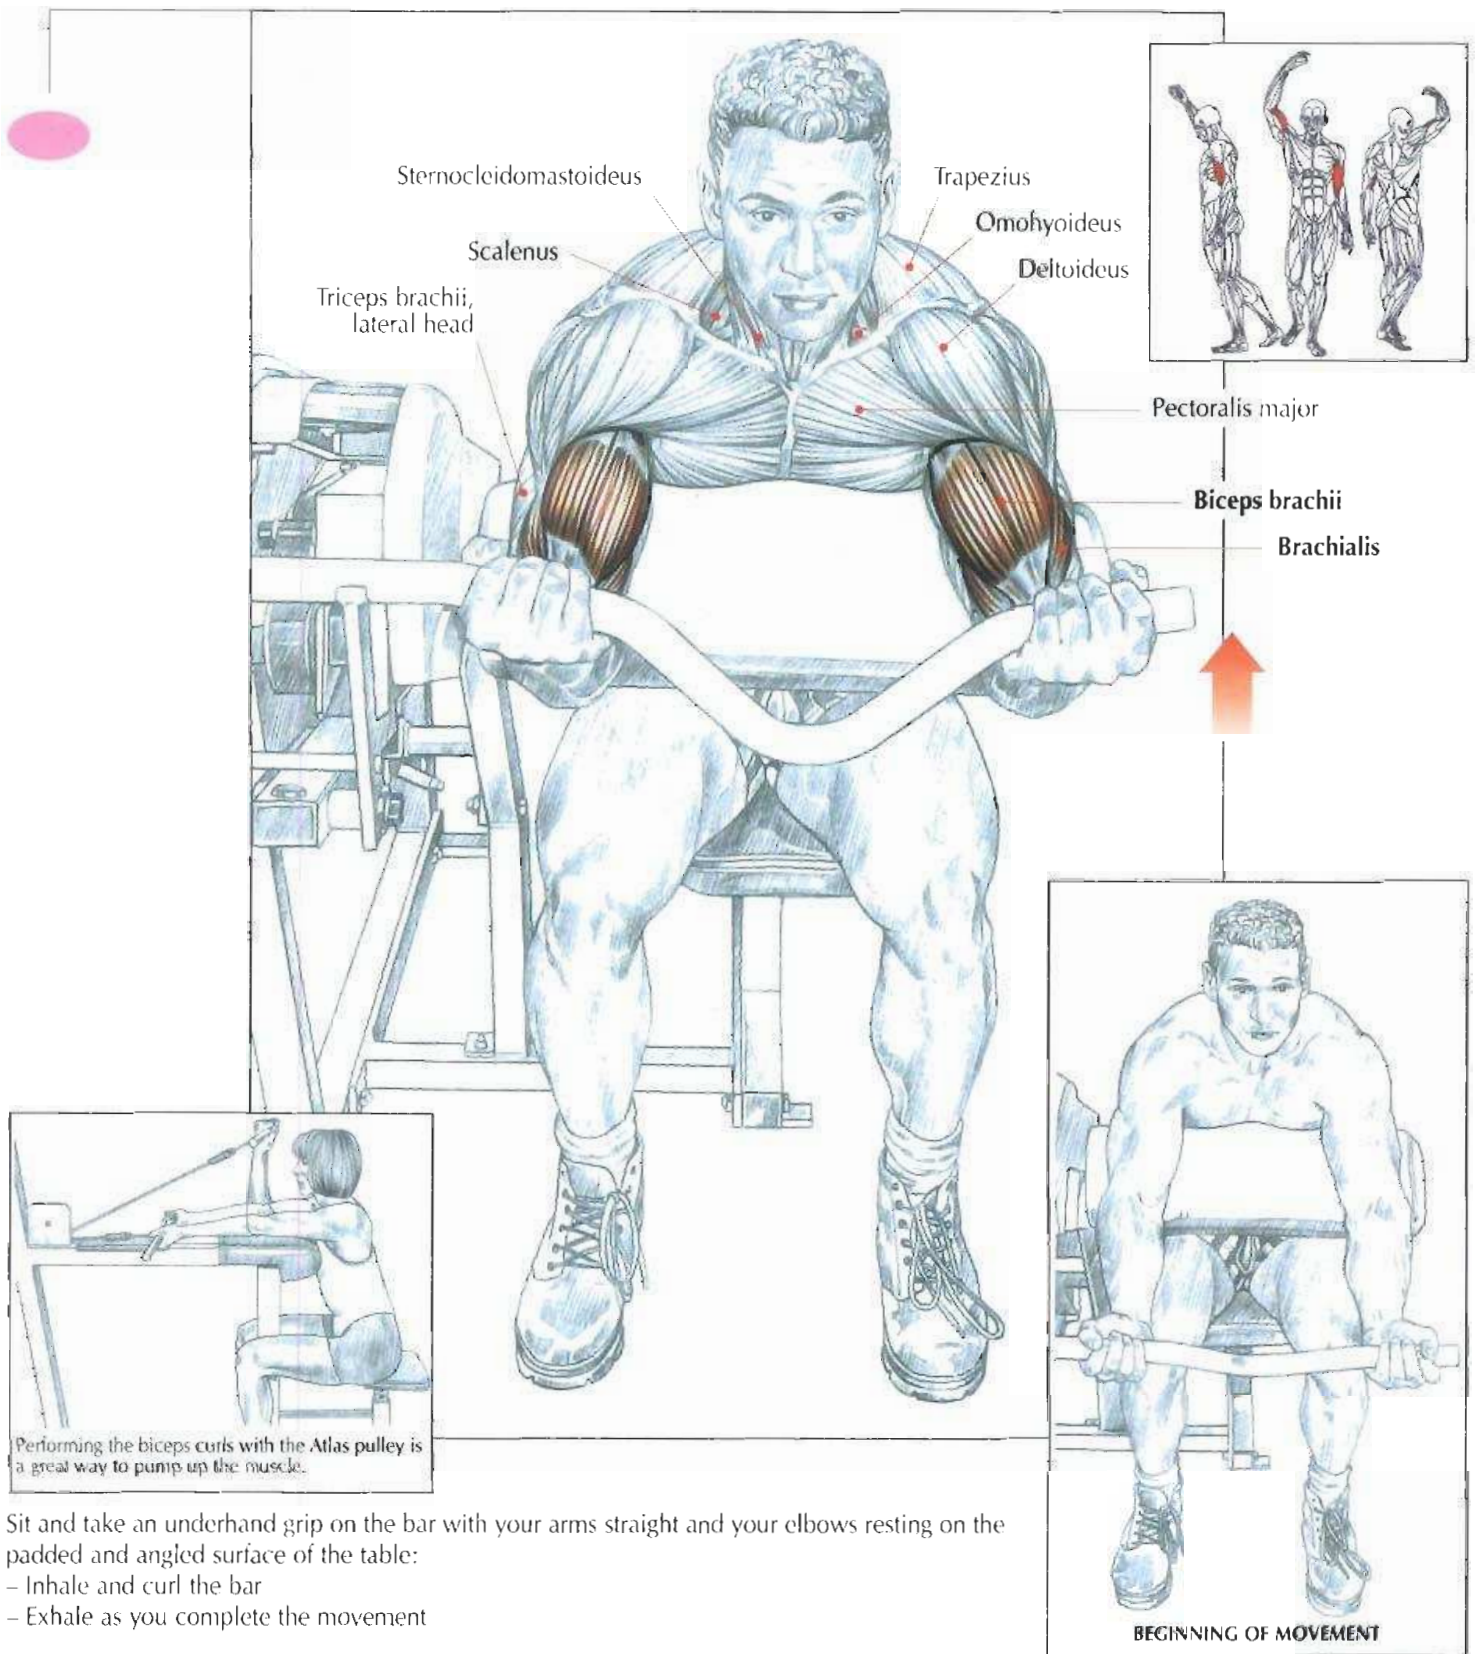 Sternocleidomastoideus
Trapezius
Omohyoideus
Scalenus
Deltoideus
Triceps brachii,
lateral head
Pectoralis major
Biceps brachii
Brachialis
Performing the biceps curls with the Atlas pulley is
a great way to pump up the muscle.
Sit and take an underhand grip on the bar with your arms straight and your elbows resting on the
padded and angled surface of the table:
– Inhale and curl the bar
– Exhale as you complete the movement
BEGINNING OF MOVEMENT